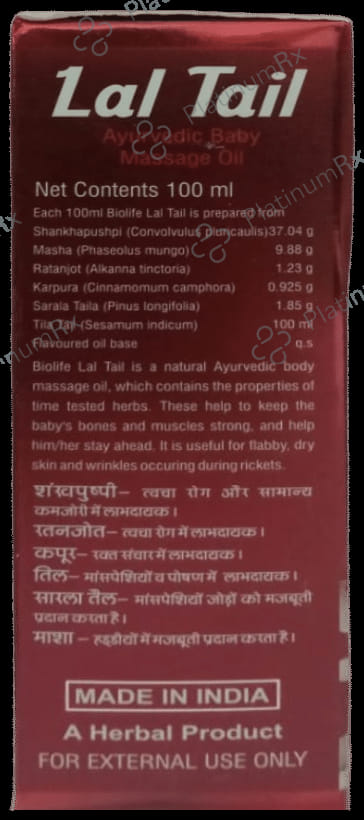 Lal Tail
Ayurvedic Baby
Massage Oil
Net Contents 100 ml
Each 100ml Biolife Lal Tail is prepared from
Shankhapushpi (Convolvulus pluricaulis) 37.04 g
Masha (Phaseolus mungo) 9.88 g
Ratanjot (Alkanna tinctoria) 1.23 g
Karpura (Cinnamomum camphora) 0.925 g
Sarala Taila (Pinus longifolia) 1.85 g
Tila Tail (Sesamum indicum) 100 ml
flavoured oil base q.s
Biolife Lal Tail is a natural Ayurvedic body
massage oil, which contains the properties of
time tested herbs. These help to keep the
baby's bones and muscles strong, and help
him/her stay ahead. It is useful for flabby, dry
skin and wrinkles occuring during rickets.
शंखपुष्पी– त्वचा रोग और सामान्य
कमजोरी में लाभदायक।
रतनजोत– त्वचा रोग में लाभदायक।
कपूर– रक्त संचार में लाभदायक।
तिल– मांसपेशियों व पोषण में लाभदायक।
सारला तैल– मांसपेशियों जोड़ों को मजबूती
प्रदान करता है।
माशा – हड्डीयों में मजबूती प्रदान करता है।
MADE IN INDIA
A Herbal Product
FOR EXTERNAL USE ONLY
PlatinumRx
PlatinumRx
PlatinumRx
PlatinumRx